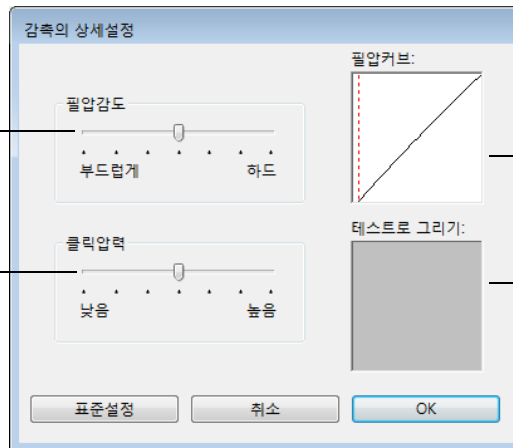 감촉의 상세설정
필압감도
부드럽게 하드
클릭압력
낮음 높음
필압커브:
테스트로 그리기:
표준설정 취소 OK